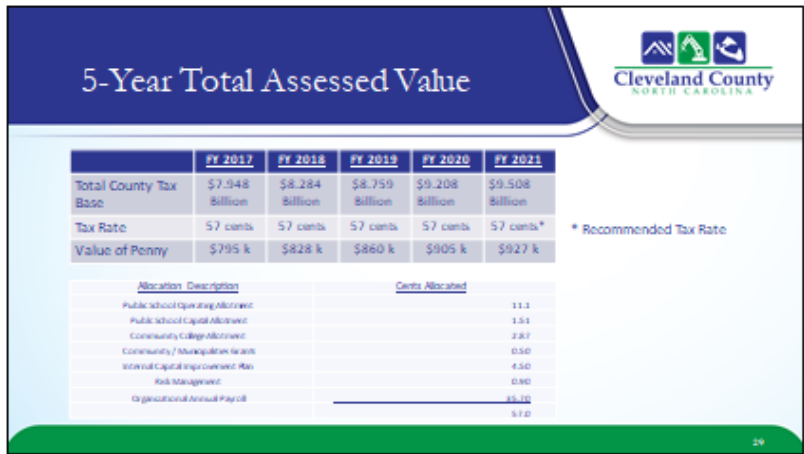 5-Year Total Assessed Value
Cleveland County
NORTH CAROLINA
FY 2017 FY 2018 FY 2019 FY 2020 FY 2021
Total County Tax Base $7.948 Billion $8.284 Billion $8.759 Billion $9.208 Billion $9.508 Billion
Tax Rate 57 cents 57 cents 57 cents 57 cents 57 cents*
Value of Penny $795 k $828 k $860 k $905 k $927 k
* Recommended Tax Rate
Allocation Description Cents Allocated
Public School Operating Allotment 11.1
Public School Capital Allotment 1.51
Community College Allotment 2.87
Community / Municipalities Grants 0.50
Internal Capital Improvement Plan 4.50
Risk Management 0.90
Organizational Annual Payroll 35.70
57.0
29